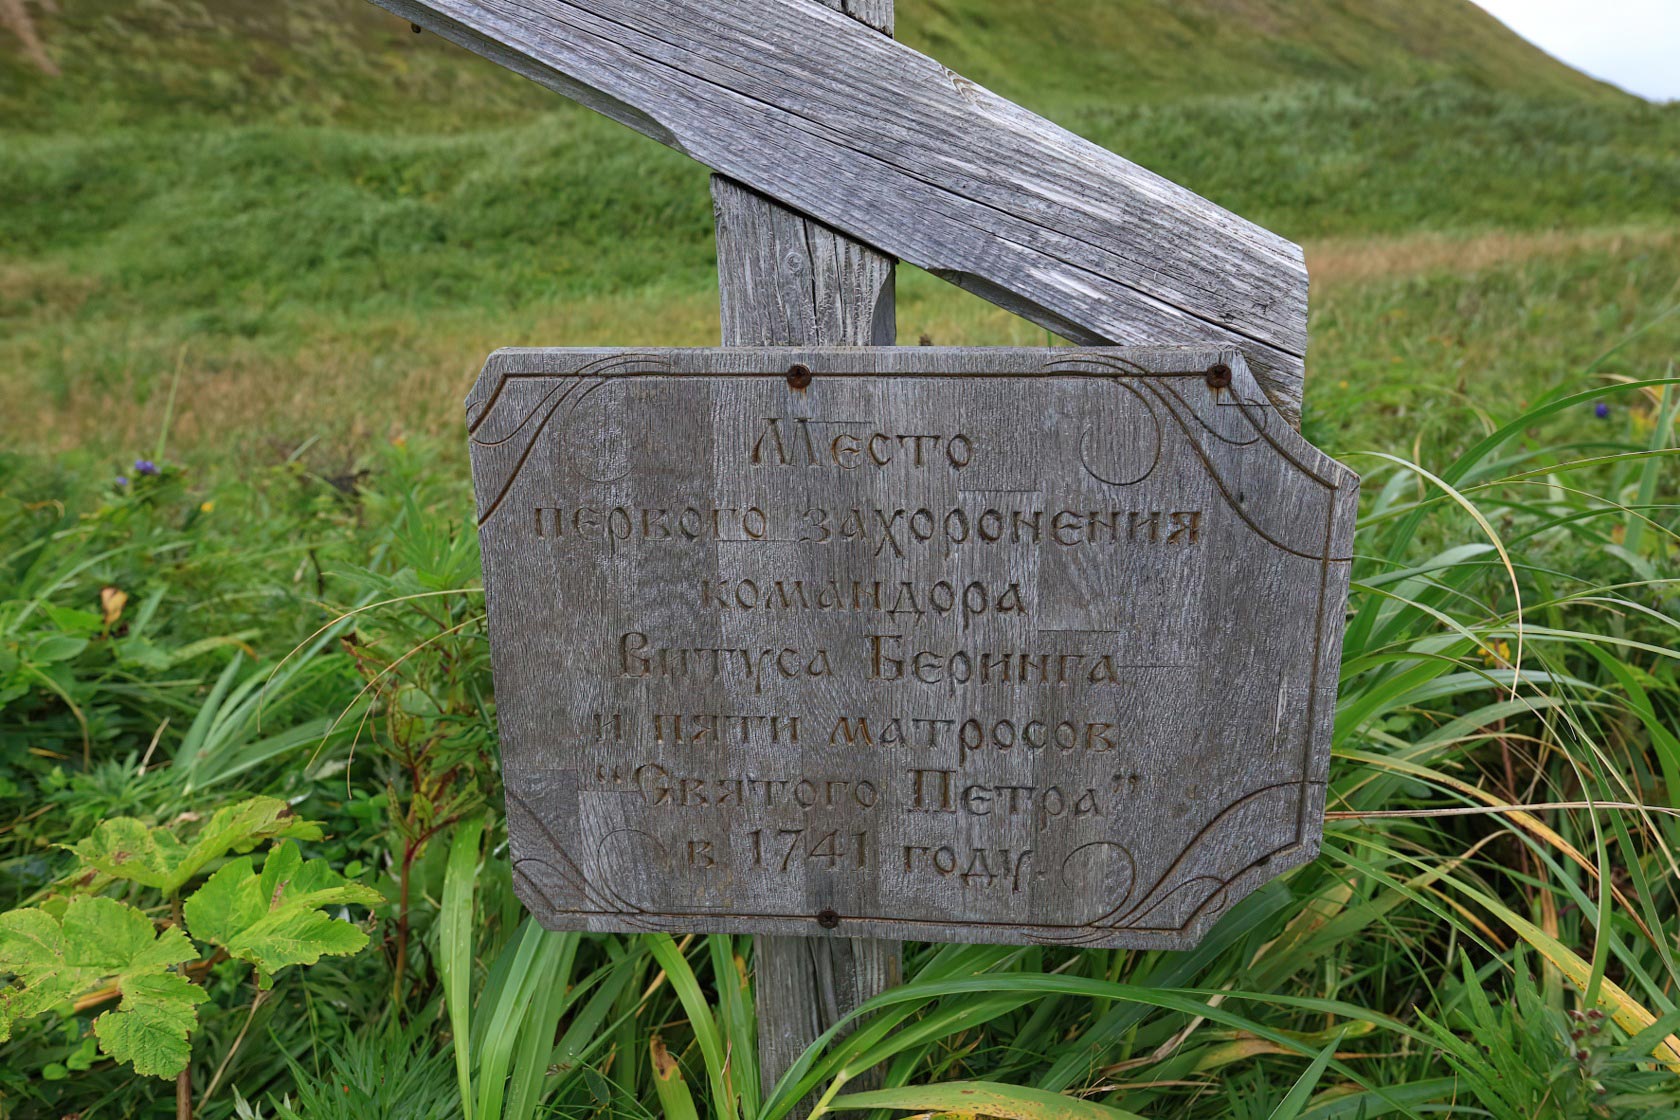 Место
первого захоронения
командора
Витуса Беринга
и пяти матросов
“Святого Петра”
в 1741 году.